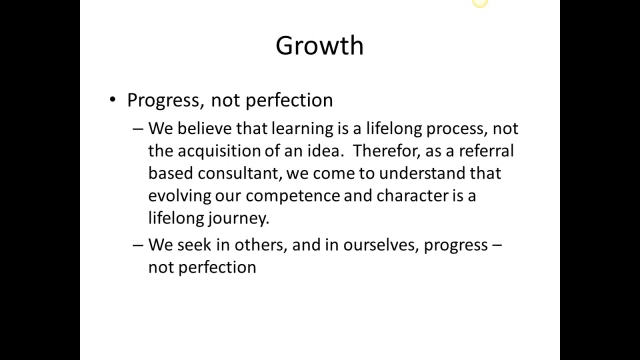 Growth
• Progress, not perfection
– We believe that learning is a lifelong process, not
the acquisition of an idea.  Therefor, as a referral
based consultant, we come to understand that
evolving our competence and character is a
lifelong journey.
– We seek in others, and in ourselves, progress –
not perfection